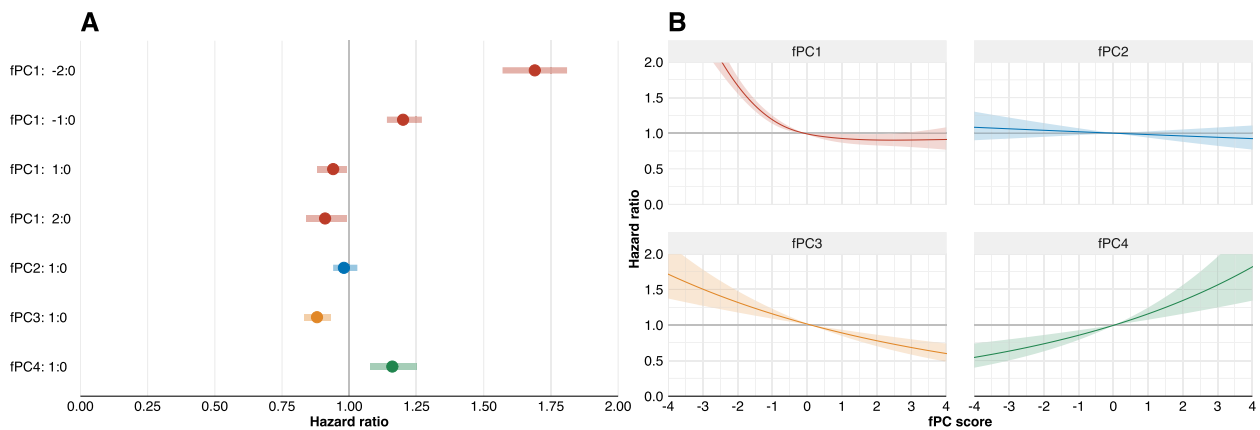 A
fPC1: -2:0
fPC1: -1:0
fPC1: 1:0
fPC1: 2:0
fPC2: 1:0
fPC3: 1:0
fPC4: 1:0
0.00 0.25 0.50 0.75 1.00 1.25 1.50 1.75 2.00
Hazard ratio
B
Hazard ratio
fPC1 fPC2
2.0
1.5
1.0
0.5
0.0
fPC3 fPC4
2.0
1.5
1.0
0.5
0.0
-4 -3 -2 -1 0 1 2 3 4 -4 -3 -2 -1 0 1 2 3 4
fPC score